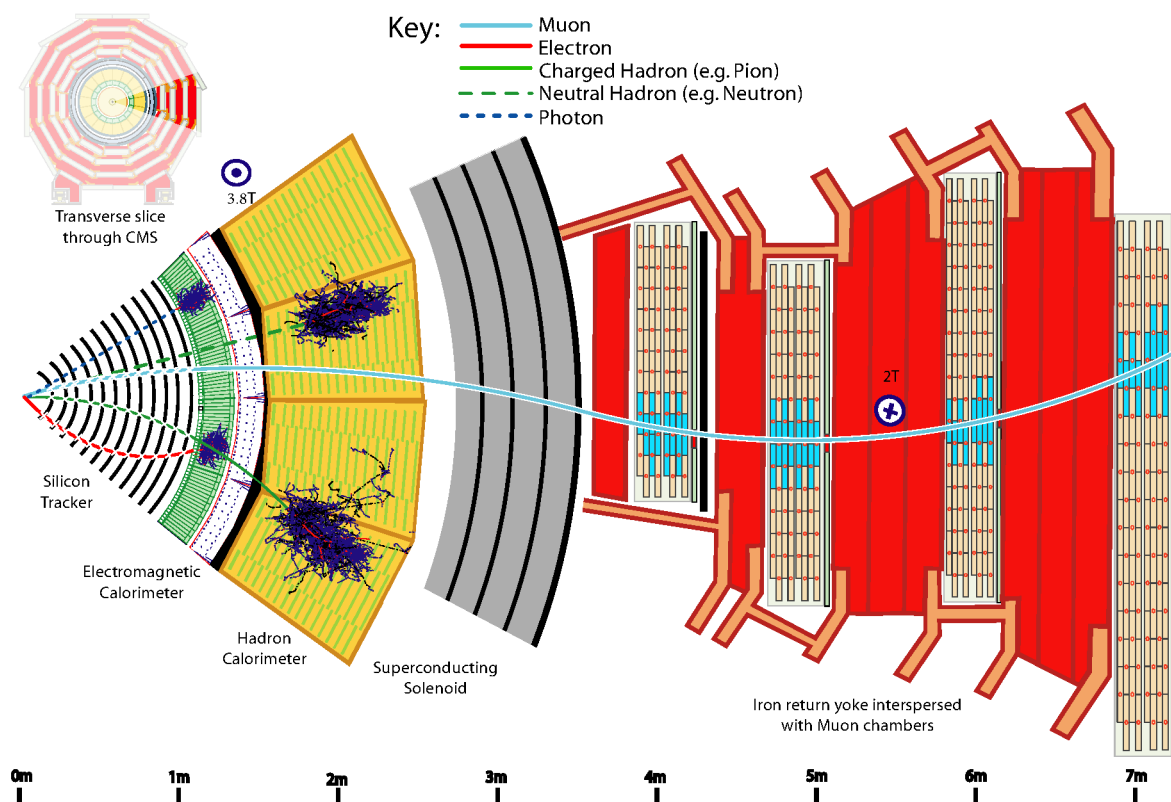 Key:
Muon
Electron
Charged Hadron (e.g. Pion)
Neutral Hadron (e.g. Neutron)
Photon
Transverse slice
through CMS
3.8T
2T
Silicon
Tracker
Electromagnetic
Calorimeter
Hadron
Calorimeter
Superconducting
Solenoid
Iron return yoke interspersed
with Muon chambers
0m 1m 2m 3m 4m 5m 6m 7m